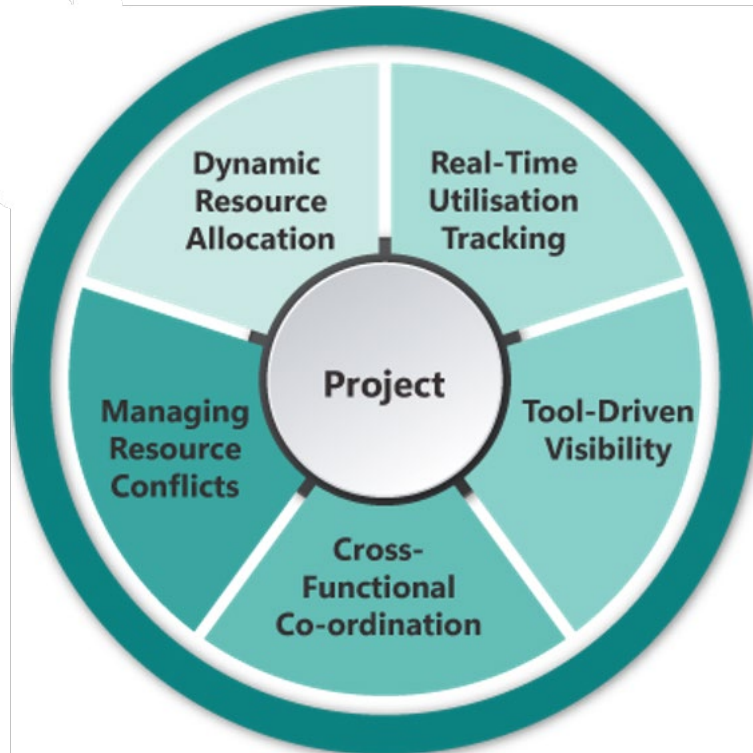 Dynamic
Resource
Allocation
Real-Time
Utilisation
Tracking
Project
Managing
Resource
Conflicts
Tool-Driven
Visibility
Cross-
Functional
Co-ordination